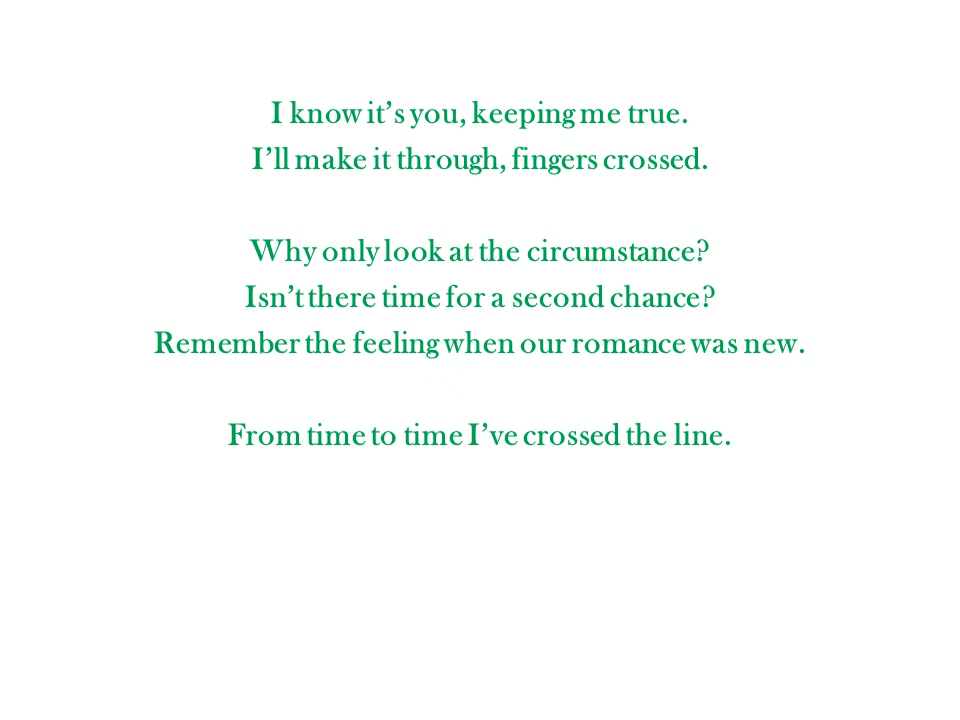 I know it’s you, keeping me true.
I’ll make it through, fingers crossed.
Why only look at the circumstance?
Isn’t there time for a second chance?
Remember the feeling when our romance was new.
From time to time I’ve crossed the line.